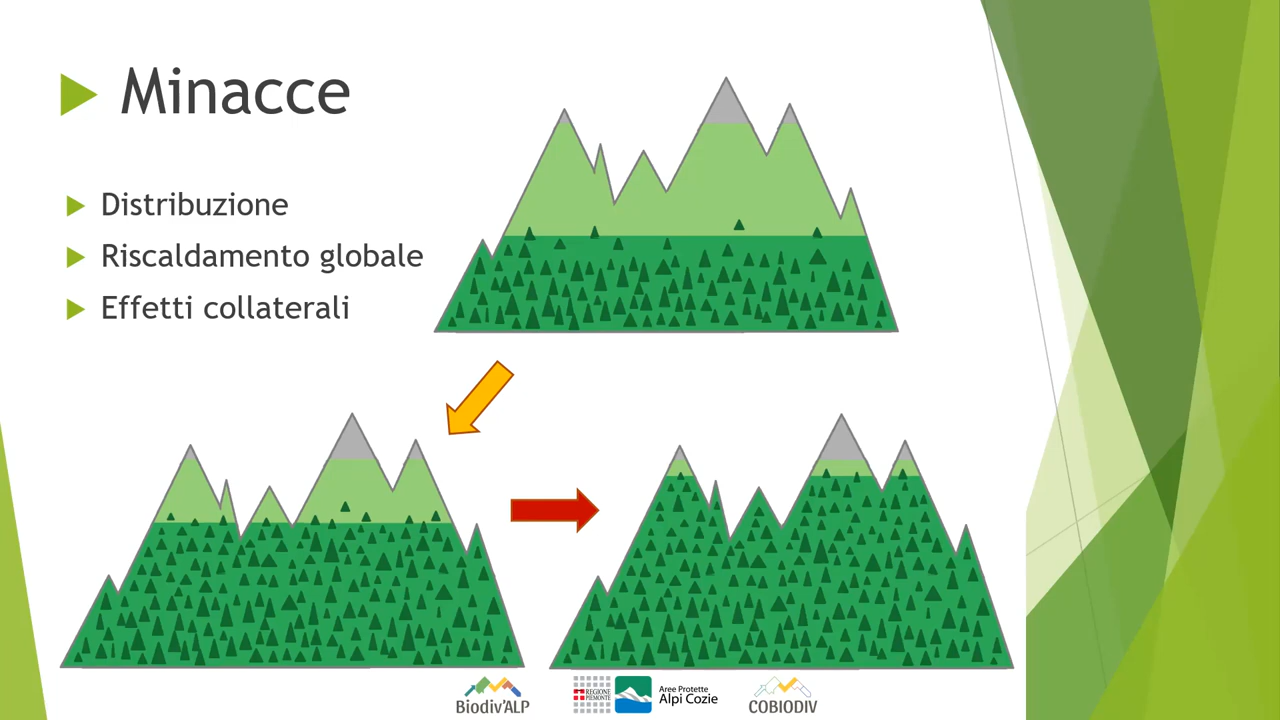 Minacce
Distribuzione
Riscaldamento globale
Effetti collaterali
Biodiv'ALP
REGIONE
PIEMONTE
Aree Protette
Alpi Cozie
COBIODIV